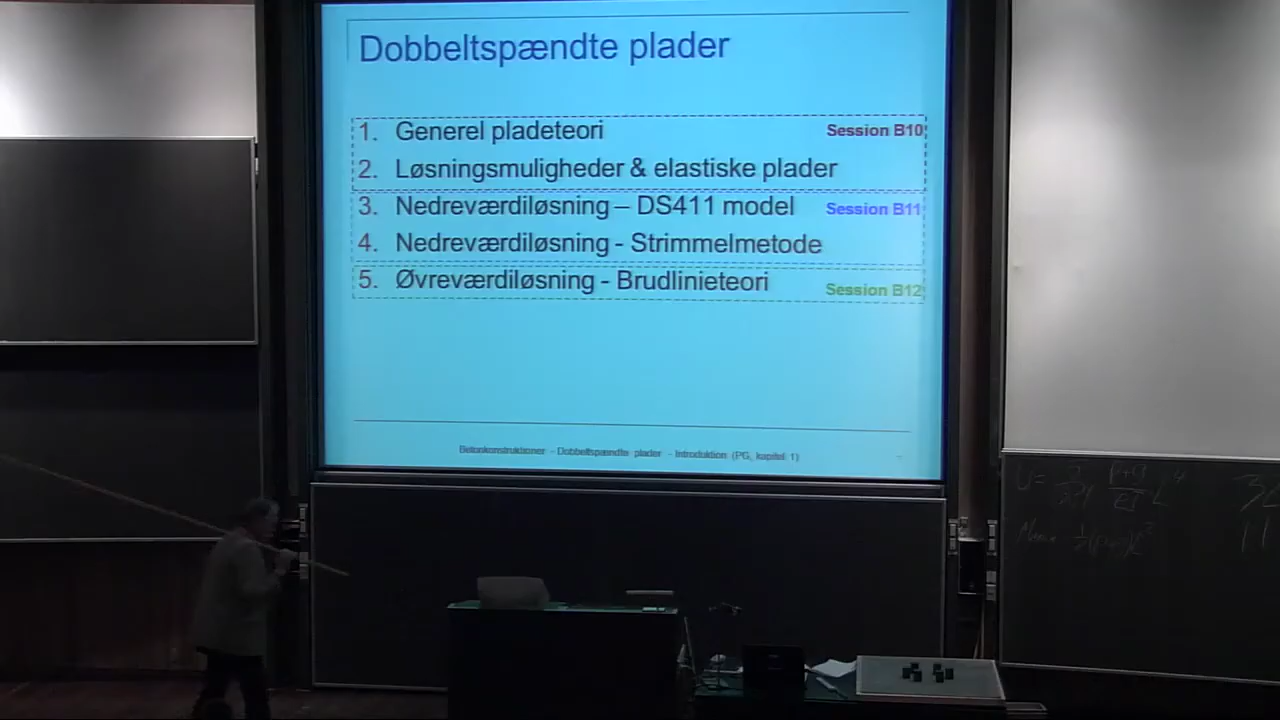 Dobbeltspændte plader
1. Generel pladeteori Session B10
2. Løsningsmuligheder & elastiske plader
3. Nedreværdiløsning – DS411 model Session B11
4. Nedreværdiløsning - Strimmelmetode
5. Øvreværdiløsning - Brudlinieteori Session B12
Betonkonstruktioner - Dobbeltspændte plader - Introduktion (PG, kapitel 1)